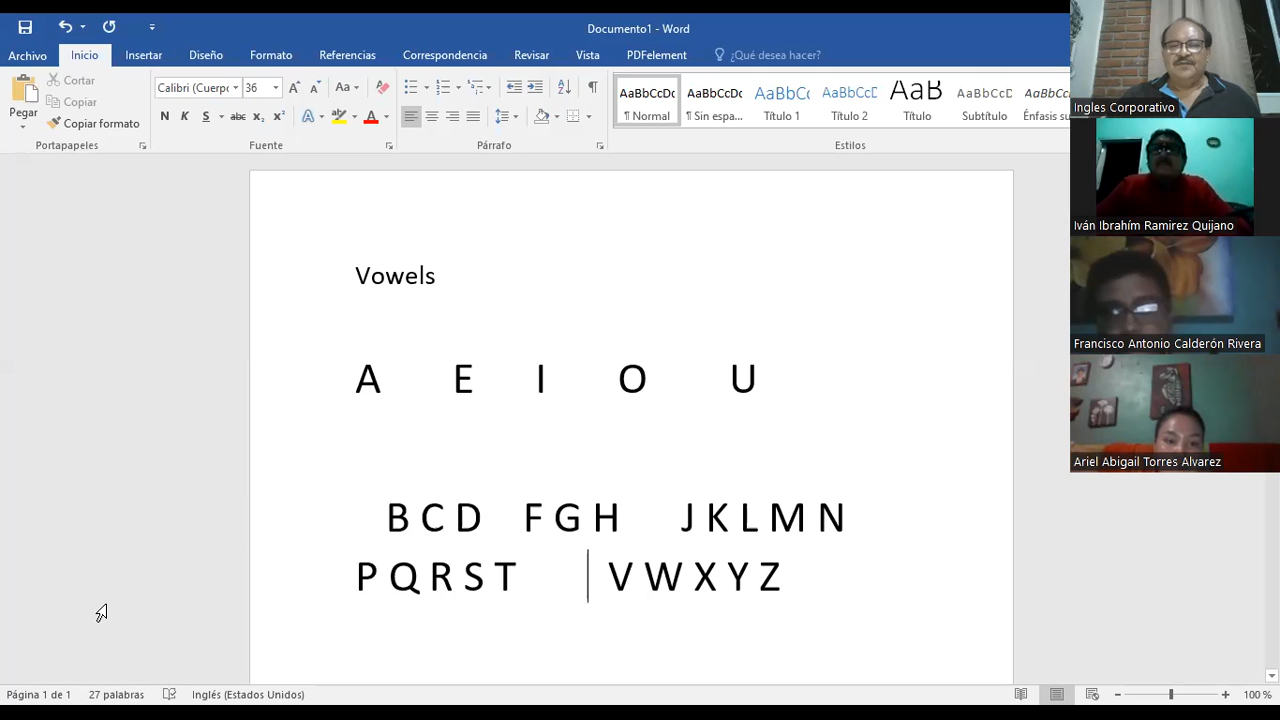 Documento1 - Word
Archivo Inicio Insertar Diseño Formato Referencias Correspondencia Revisar Vista PDFelement ¿Qué desea hacer?
Pegar
Cortar
Copiar
Copiar formato
Portapapeles
Calibri (Cuerpo 36
N K S abc x₂ x² A A
Fuente
Párrafo
AaBbCcDc AaBbCcDc AaBbCc AaBbCcD AaB AaBbCcD AaBbCcDc
¶ Normal ¶ Sin espa... Título 1 Título 2 Título Subtítulo Énfasis su
Estilos
Ingles Corporativo
Iván Ibrahím Ramirez Quijano
Francisco Antonio Calderón Rivera
Ariel Abigail Torres Alvarez
Vowels
A E I O U
B C D F G H J K L M N
P Q R S T V W X Y Z
Página 1 de 1 27 palabras Inglés (Estados Unidos) 100 %